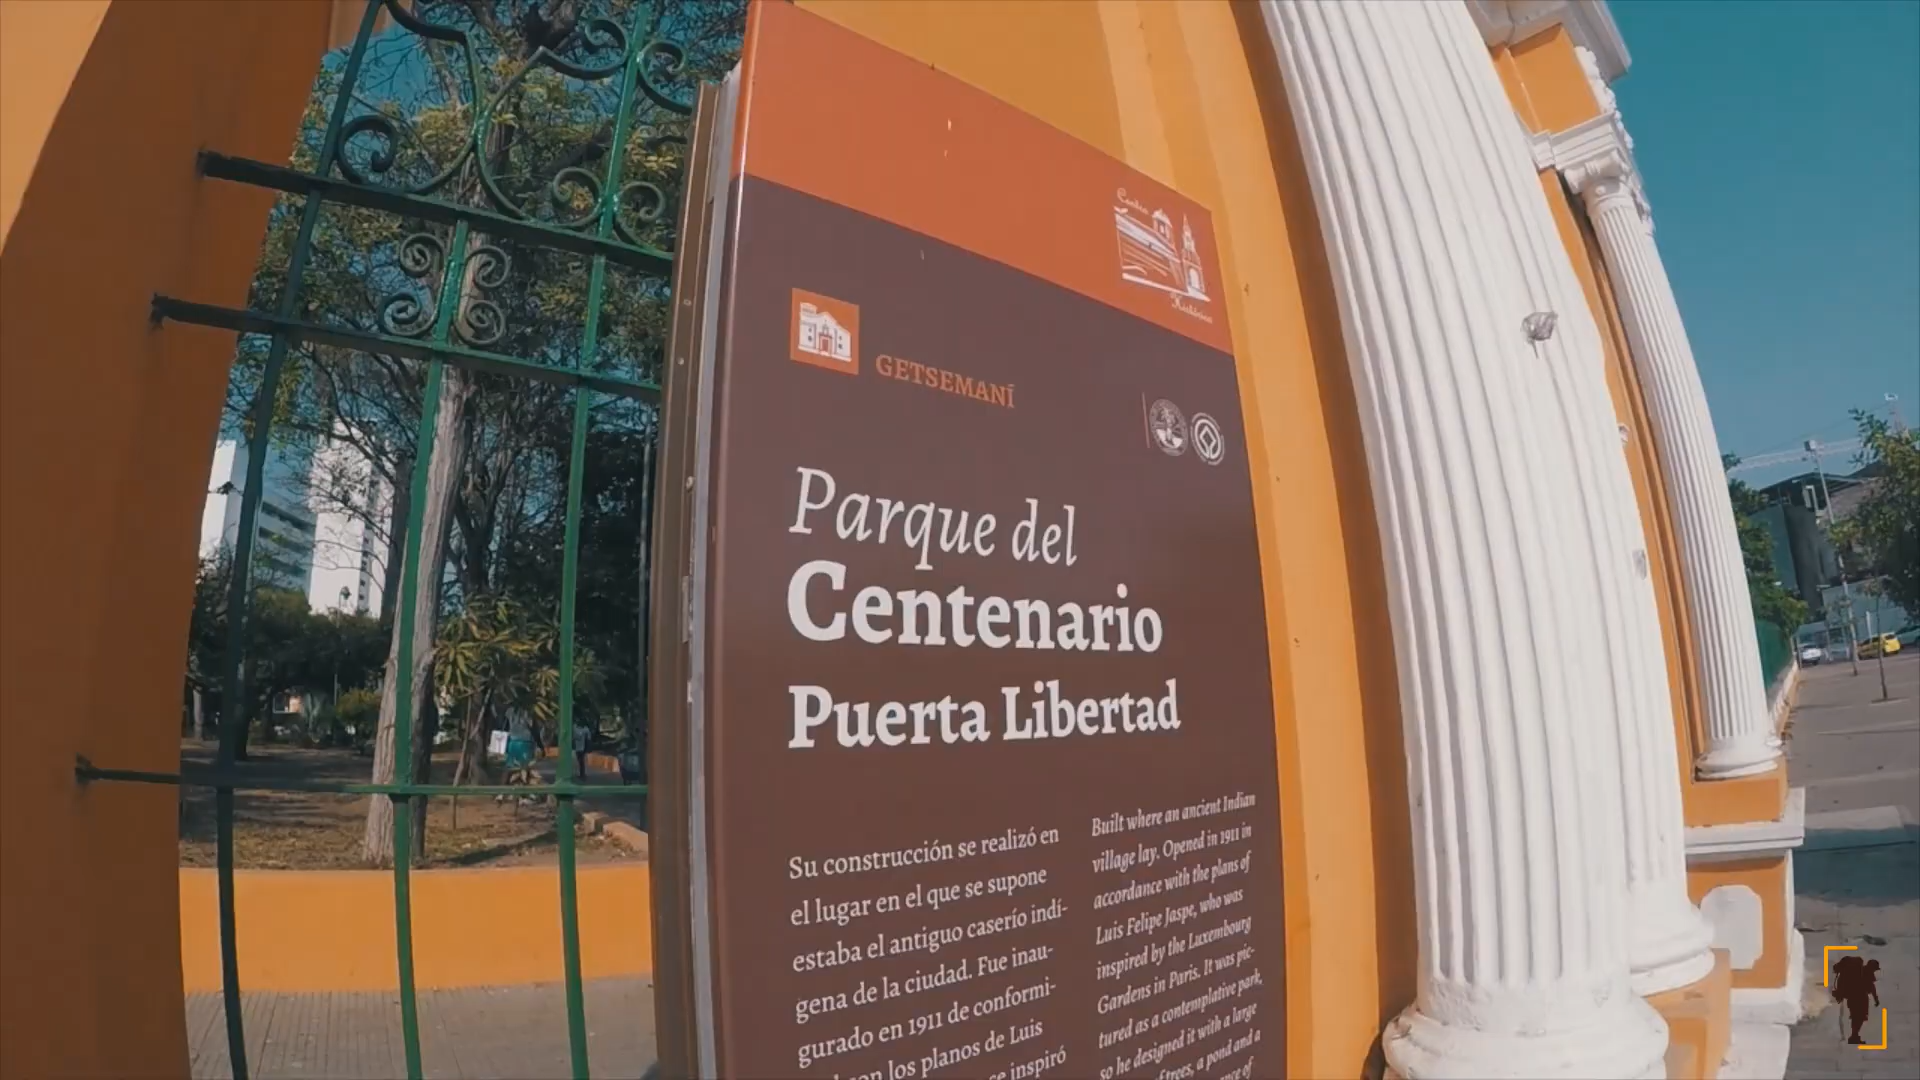 Centro
Histórico
GETSEMANÍ
Parque del
Centenario
Puerta Libertad
Su construcción se realizó en
el lugar en el que se supone
estaba el antiguo caserío indí-
gena de la ciudad. Fue inau-
gurado en 1911 de conformi-
con los planos de Luis
se inspiró
Built where an ancient Indian
village lay. Opened in 1911 in
accordance with the plans of
Luis Felipe Jaspe, who was
inspired by the Luxembourg
Gardens in Paris. It was pic-
tured as a contemplative park,
so he designed it with a large
of trees, a pond and a
of